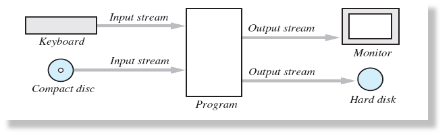 Input stream
Keyboard
Input stream
Compact disc
Program
Output stream
Monitor
Output stream
Hard disk